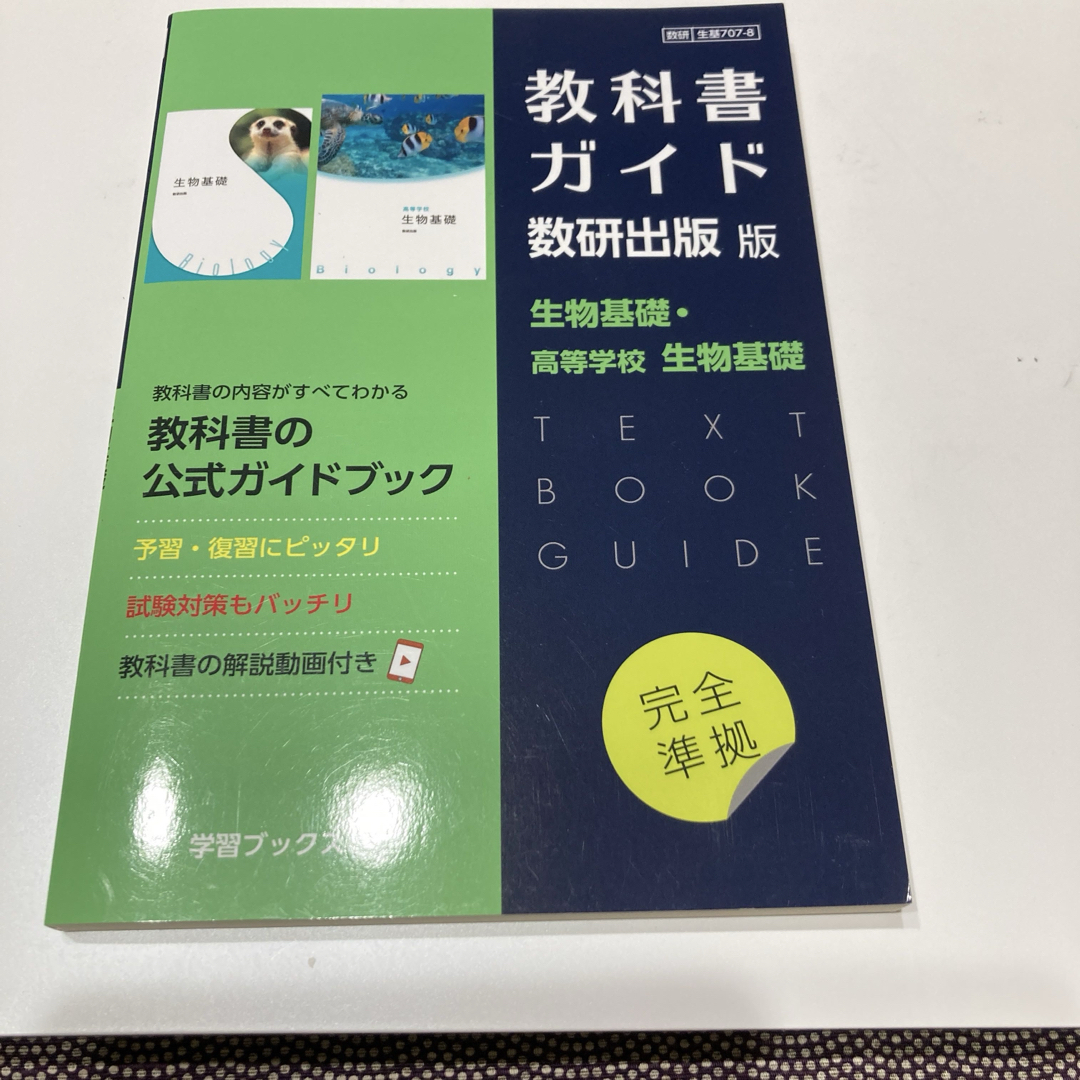 数研 生基707-8
教科書
ガイド
数研出版 版
生物基礎・
高等学校 生物基礎
TEXT
BOOK
GUIDE
完全
準拠
生物基礎
Biology
高等学校
生物基礎
Biology
教科書の内容がすべてわかる
教科書の
公式ガイドブック
予習・復習にピッタリ
試験対策もバッチリ
教科書の解説動画付き
学習ブックス